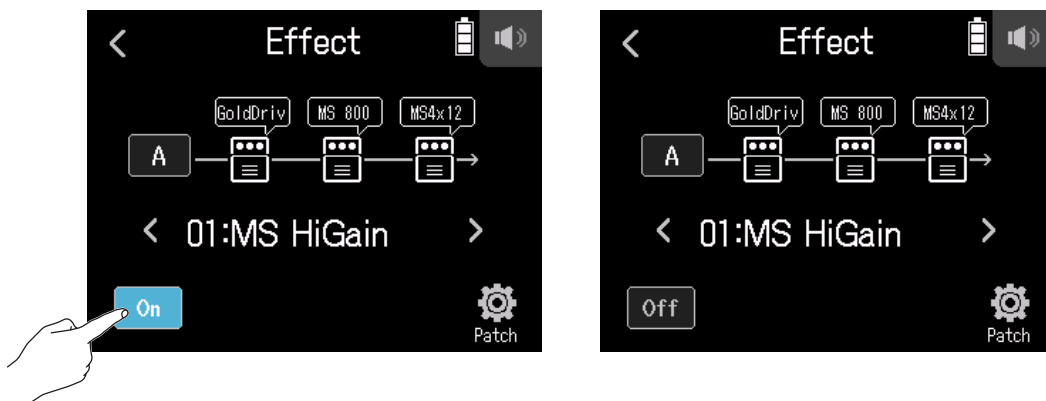 Effect
GoldDriv MS 800 MS4x12
A
01:MS HiGain
On
Patch
Effect
GoldDriv MS 800 MS4x12
A
01:MS HiGain
Off
Patch